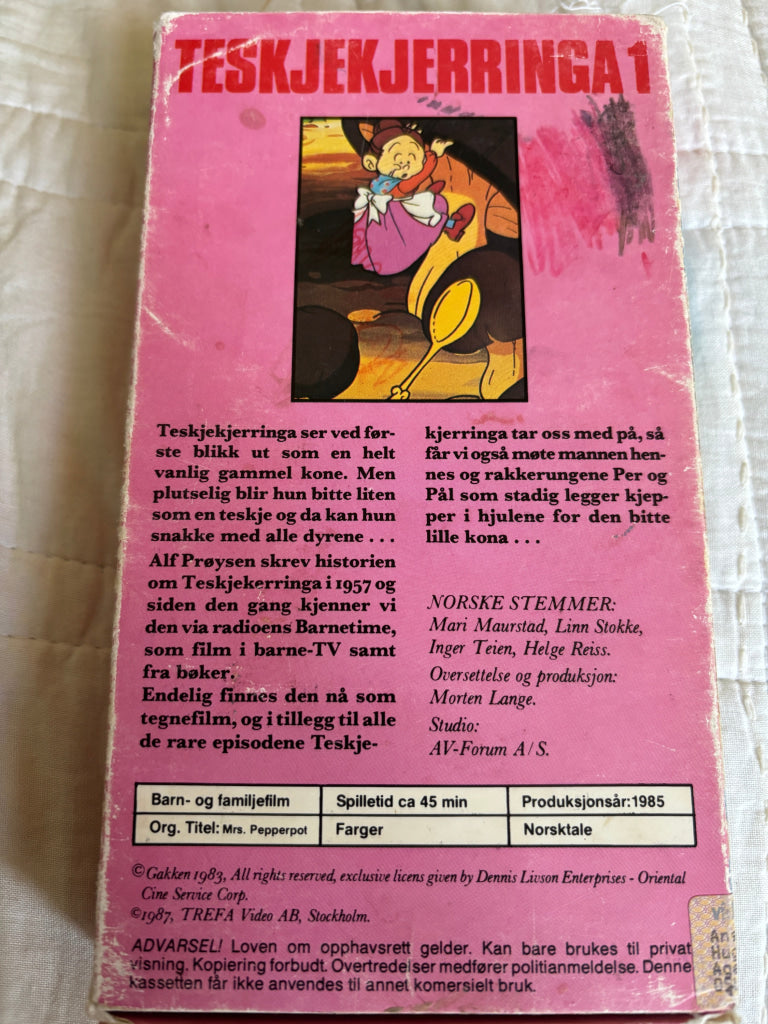 TESKJEKJERRINGA 1
Teskjekjerringa ser ved før-
ste blikk ut som en helt
vanlig gammel kone. Men
plutselig blir hun bitte liten
som en teskje og da kan hun
snakke med alle dyrene . . .
Alf Prøysen skrev historien
om Teskjekerringa i 1957 og
siden den gang kjenner vi
den via radioens Barnetime,
som film i barne-TV samt
fra bøker.
Endelig finnes den nå som
tegnefilm, og i tillegg til alle
de rare episodene Teskje-
kjerringa tar oss med på, så
får vi også møte mannen hen-
nes og rakkerungene Per og
Pål som stadig legger kjep-
per i hjulene for den bitte
lille kona . . .
NORSKE STEMMER:
Mari Maurstad, Linn Stokke,
Inger Teien, Helge Reiss.
Oversettelse og produksjon:
Morten Lange.
Studio:
AV-Forum A/S.
Barn- og familjefilm
Spilletid ca 45 min
Produksjonsår:1985
Org. Titel: Mrs. Pepperpot
Farger
Norsktale
© Gakken 1983, All rights reserved, exclusive licens given by Dennis Livson Enterprises - Oriental
Cine Service Corp.
©1987, TREFA Video AB, Stockholm.
ADVARSEL! Loven om opphavsrett gelder. Kan bare brukes til privat
visning. Kopiering forbudt. Overtredelser medfører politianmeldelse. Denne
kassetten får ikke anvendes til annet komersielt bruk.